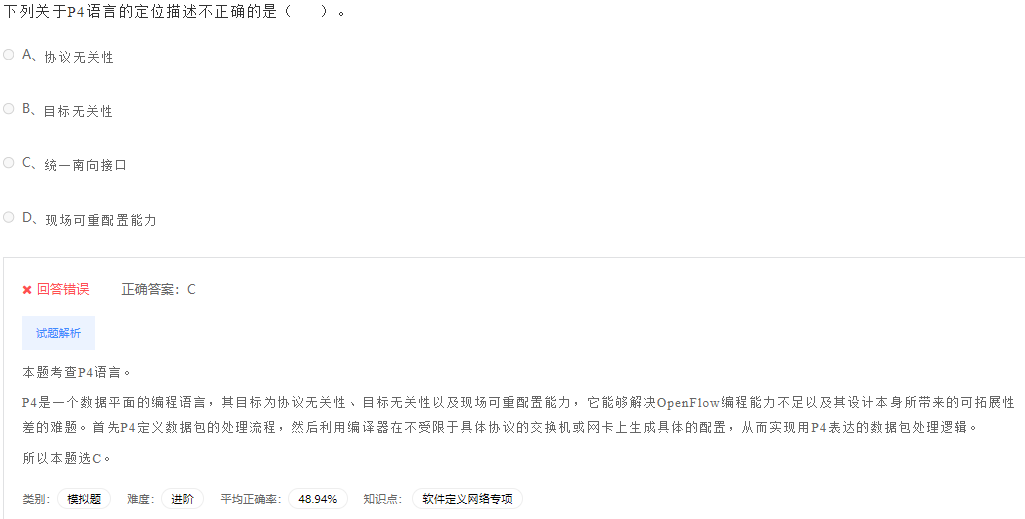 下列关于P4语言的定位描述不正确的是（　　）。
A、协议无关性
B、目标无关性
C、统一南向接口
D、现场可重配置能力
回答错误 正确答案：C
试题解析
本题考查P4语言。
P4是一个数据平面的编程语言，其目标为协议无关性、目标无关性以及现场可重配置能力，它能够解决OpenFlow编程能力不足以及其设计本身所带来的可拓展性
差的难题。首先P4定义数据包的处理流程，然后利用编译器在不受限于具体协议的交换机或网卡上生成具体的配置，从而实现用P4表达的数据包处理逻辑。
所以本题选C。
类别： 模拟题 难度： 进阶 平均正确率： 48.94% 知识点： 软件定义网络专项